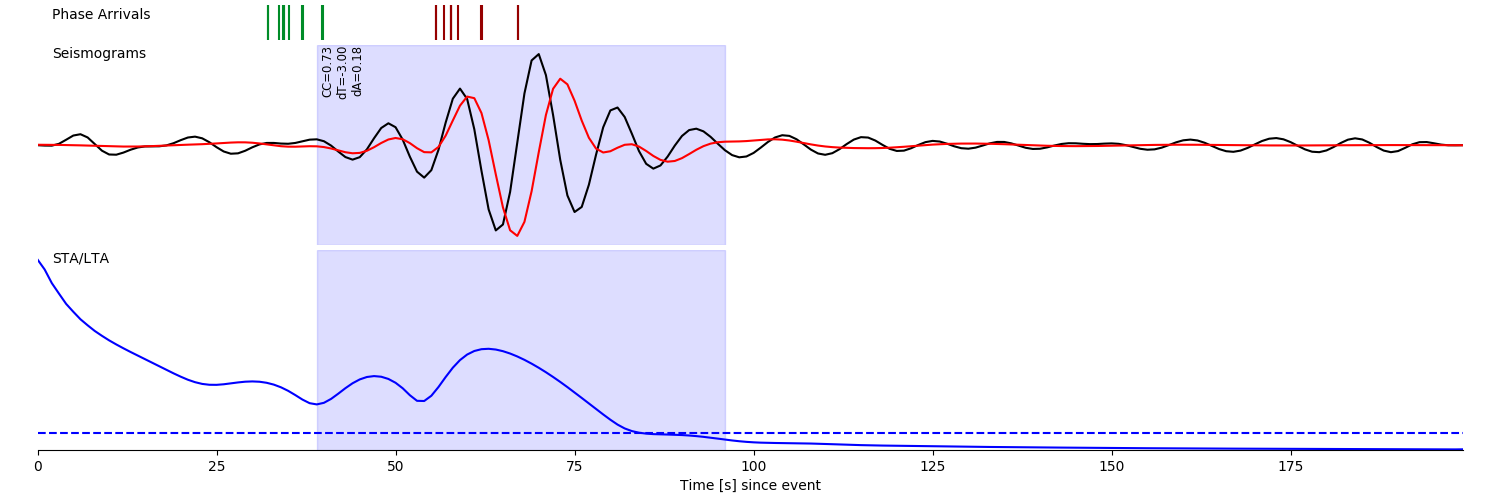 Phase Arrivals
Seismograms
CC=0.73
dT=-3.00
dA=0.18
STA/LTA
0 25 50 75 100 125 150 175
Time [s] since event